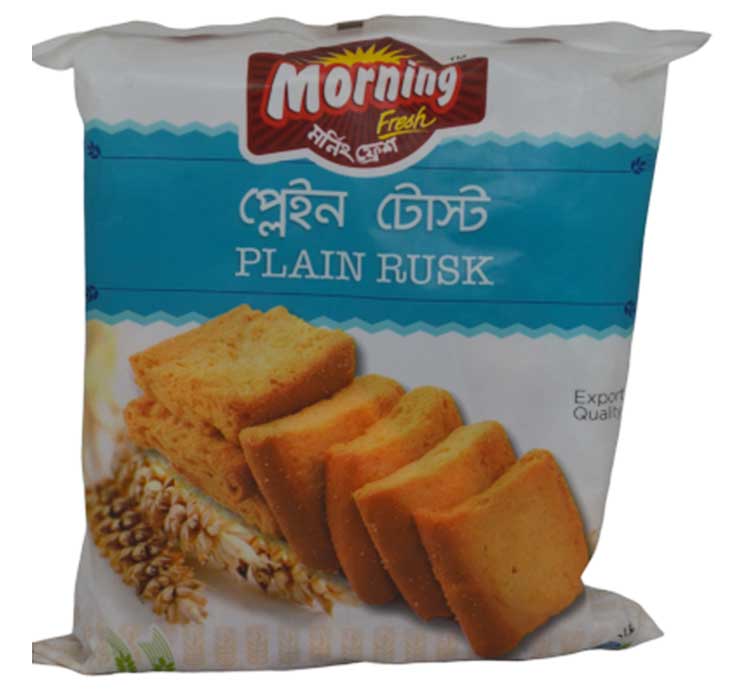 Morning
Fresh
মর্নিং ফ্রেশ
প্লেইন টোস্ট
PLAIN RUSK
Export
Quality